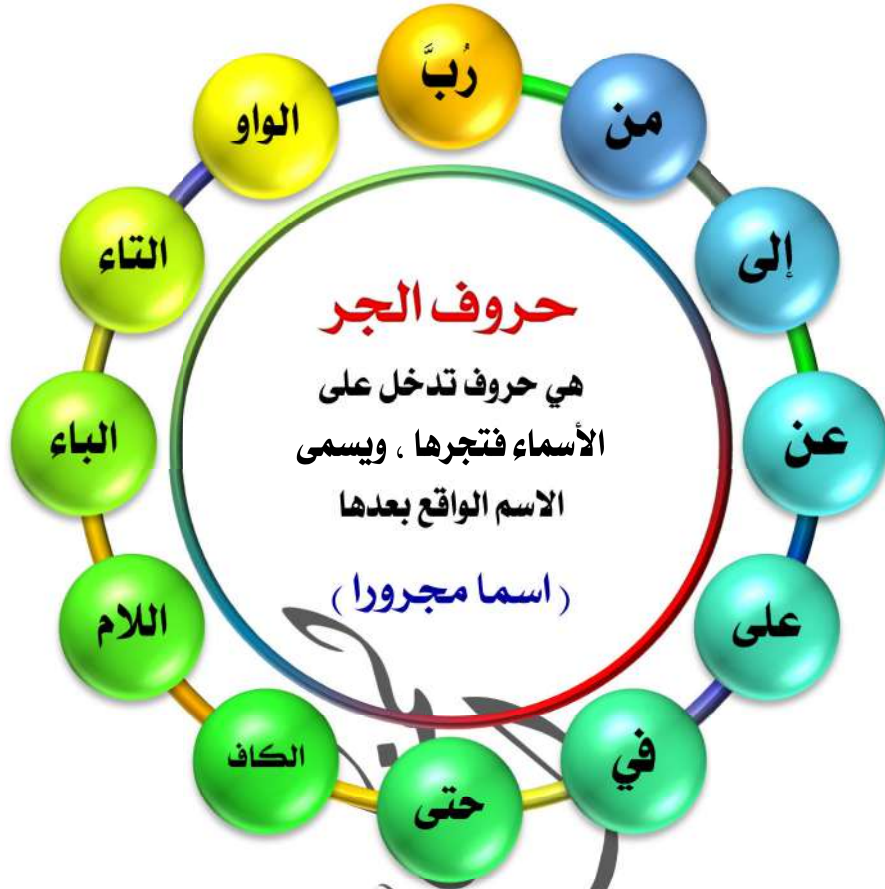 رُبَّ
من
إلى
عن
على
في
حتى
الكاف
اللام
الباء
التاء
الواو
حروف الجر
هي حروف تدخل على
الأسماء فتجرها ، ويسمى
الاسم الواقع بعدها
( اسما مجرورا )